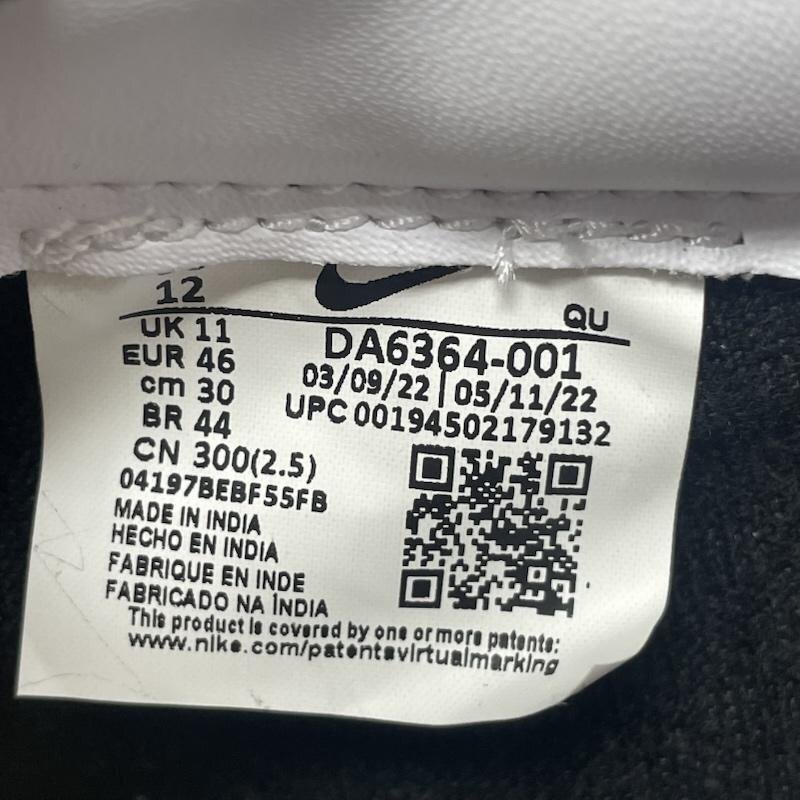 12
QU
UK 11
EUR 46
cm 30
BR 44
CN 300(2.5)
DA6364-001
03/09/22 | 05/11/22
UPC 00194502179132
04197BEBF55FB
MADE IN INDIA
HECHO EN INDIA
FABRIQUE EN INDE
FABRICADO NA ÍNDIA
This product is covered by one or more patents:
www.nike.com/patentsvirtualmarking